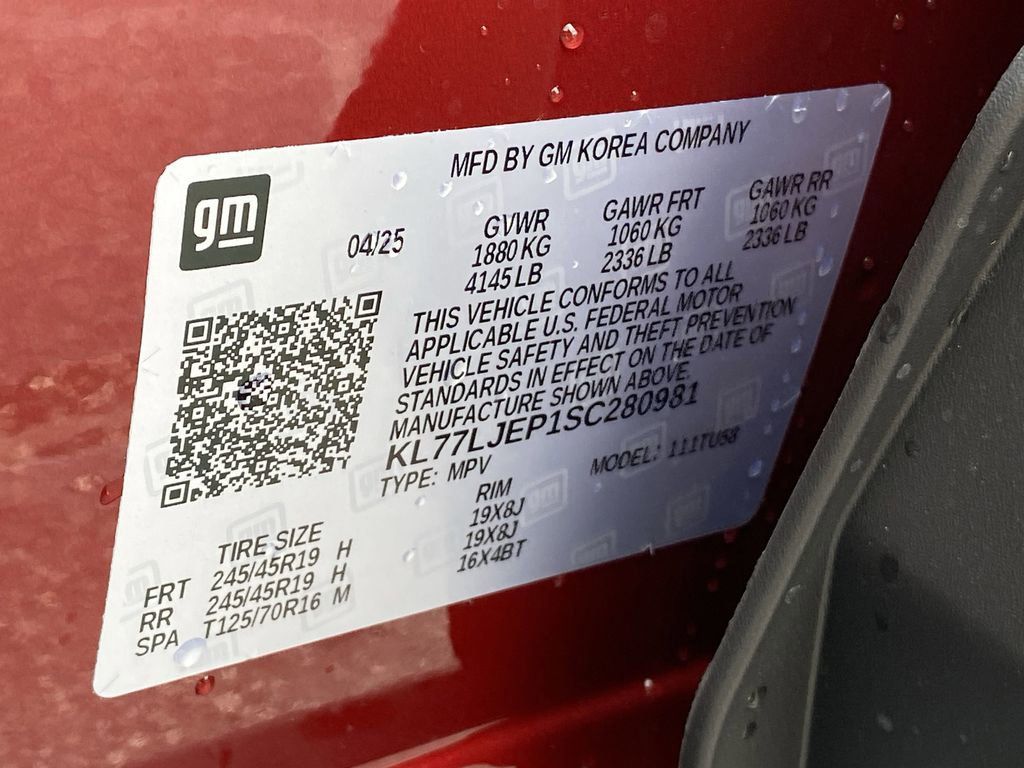 MFD BY GM KOREA COMPANY
gm
04/25
GVWR GAWR FRT GAWR RR
1880 KG 1060 KG 1060 KG
4145 LB 2336 LB 2336 LB
THIS VEHICLE CONFORMS TO ALL
APPLICABLE U.S. FEDERAL MOTOR
VEHICLE SAFETY AND THEFT PREVENTION
STANDARDS IN EFFECT ON THE DATE OF
MANUFACTURE SHOWN ABOVE.
KL77LJEP1SC280981
TYPE: MPV MODEL: 111TU58
TIRE SIZE RIM
FRT 245/45R19 H 19X8J
RR 245/45R19 H 19X8J
SPA T125/70R16 M 16X4BT